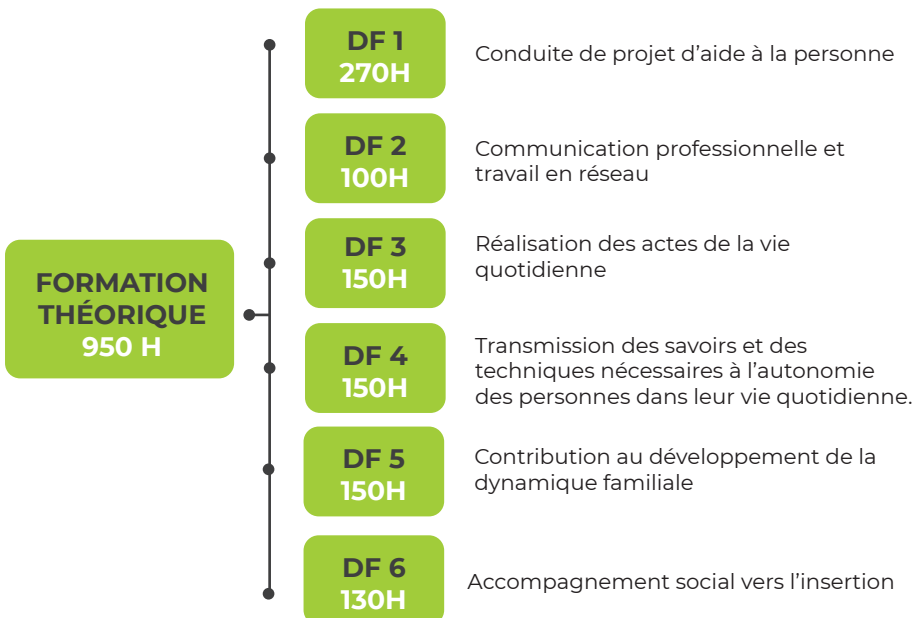 DF 1
270H
Conduite de projet d'aide à la personne
DF 2
100H
Communication professionnelle et
travail en réseau
DF 3
150H
Réalisation des actes de la vie
quotidienne
FORMATION
THÉORIQUE
950 H
DF 4
150H
Transmission des savoirs et des
techniques nécessaires à l’autonomie
des personnes dans leur vie quotidienne.
DF 5
150H
Contribution au développement de la
dynamique familiale
DF 6
130H
Accompagnement social vers l’insertion